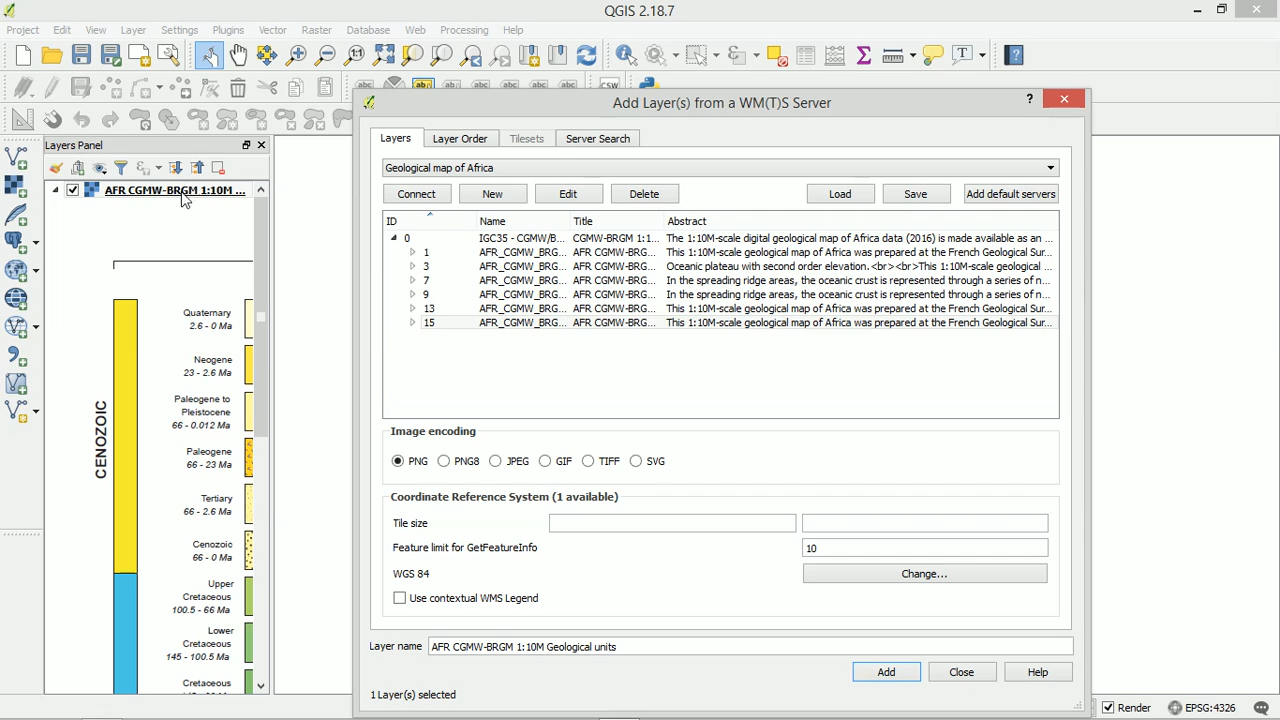 QGIS 2.18.7
Project Edit View Layer Settings Plugins Vector Raster Database Web Processing Help
Layers Panel
AFR CGMW-BRGM 1:10M ...
CENOZOIC
Quaternary
2.6 - 0 Ma
Neogene
23 - 2.6 Ma
Paleogene to
Pleistocene
66 - 0.012 Ma
Paleogene
66 - 23 Ma
Tertiary
66 - 2.6 Ma
Cenozoic
66 - 0 Ma
Upper
Cretaceous
100.5 - 66 Ma
Lower
Cretaceous
145 - 100.5 Ma
Cretaceous
Add Layer(s) from a WM(T)S Server
?
Layers Layer Order Tilesets Server Search
Geological map of Africa
Connect New Edit Delete Load Save Add default servers
ID Name Title Abstract
0 IGC35 - CGMW/B... CGMW-BRGM 1:1... The 1:10M-scale digital geological map of Africa data (2016) is made available as an ...
1 AFR_CGMW_BRG... AFR CGMW-BRG... This 1:10M-scale geological map of Africa was prepared at the French Geological Sur...
3 AFR_CGMW_BRG... AFR CGMW-BRG... Oceanic plateau with second order elevation.<br><br>This 1:10M-scale geological ...
7 AFR_CGMW_BRG... AFR CGMW-BRG... In the spreading ridge areas, the oceanic crust is represented through a series of n...
9 AFR_CGMW_BRG... AFR CGMW-BRG... In the spreading ridge areas, the oceanic crust is represented through a series of n...
13 AFR_CGMW_BRG... AFR CGMW-BRG... This 1:10M-scale geological map of Africa was prepared at the French Geological Sur...
15 AFR_CGMW_BRG... AFR CGMW-BRG... This 1:10M-scale geological map of Africa was prepared at the French Geological Sur...
Image encoding
PNG PNG8 JPEG GIF TIFF SVG
Coordinate Reference System (1 available)
Tile size
Feature limit for GetFeatureInfo 10
WGS 84 Change...
Use contextual WMS Legend
Layer name AFR CGMW-BRGM 1:10M Geological units
Add Close Help
1 Layer(s) selected
Render EPSG:4326